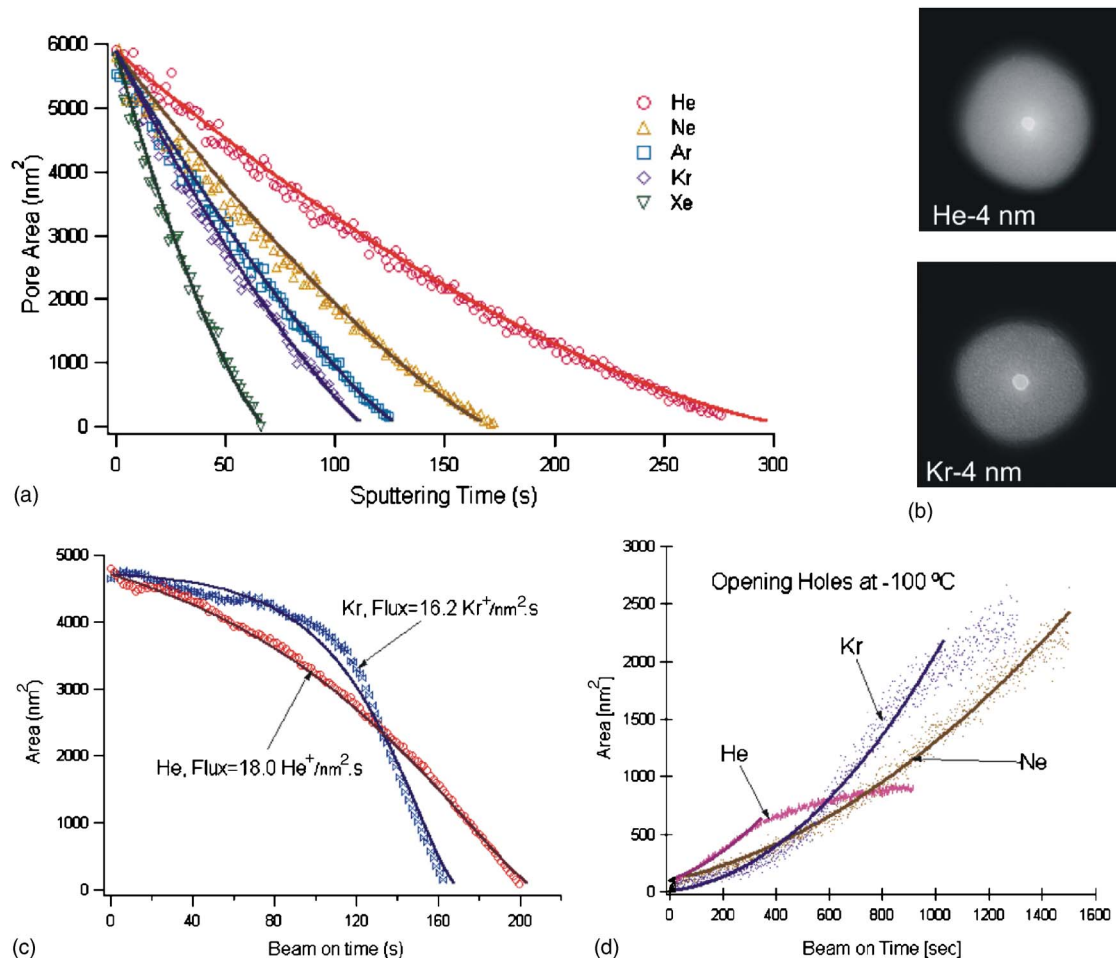 6000
5000
4000
3000
2000
1000
0
Pore Area (nm²)
0 50 100 150 200 250 300
Sputtering Time (s)
He
Ne
Ar
Kr
Xe
(a)
He-4 nm
Kr-4 nm
(b)
5000
4000
3000
2000
1000
0
Area (nm²)
0 40 80 120 160 200
Beam on time (s)
Kr, Flux=16.2 Kr⁺/nm².s
He, Flux=18.0 He⁺/nm².s
(c)
3000
2500
2000
1500
1000
500
0
Area [nm²]
Opening Holes at -100 ºC
Kr
He
Ne
0 200 400 600 800 1000 1200 1400 1600
Beam on Time [sec]
(d)